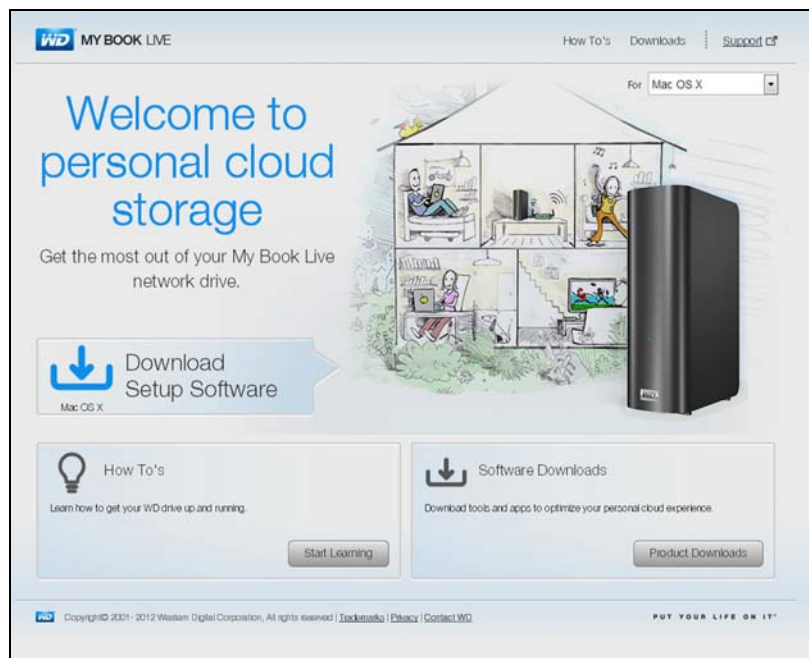 WD MY BOOK LIVE
How To's Downloads Support
For Mac OS X
Welcome to
personal cloud
storage
Get the most out of your My Book Live
network drive.
Download
Setup Software
Mac OS X
WD
How To's
Learn how to get your WD drive up and running.
Start Learning
Software Downloads
Download tools and apps to optimize your personal cloud experience.
Product Downloads
WD Copyright© 2001 - 2012 Western Digital Corporation, All rights reserved | Trademarks | Privacy | Contact WD
PUT YOUR LIFE ON IT®